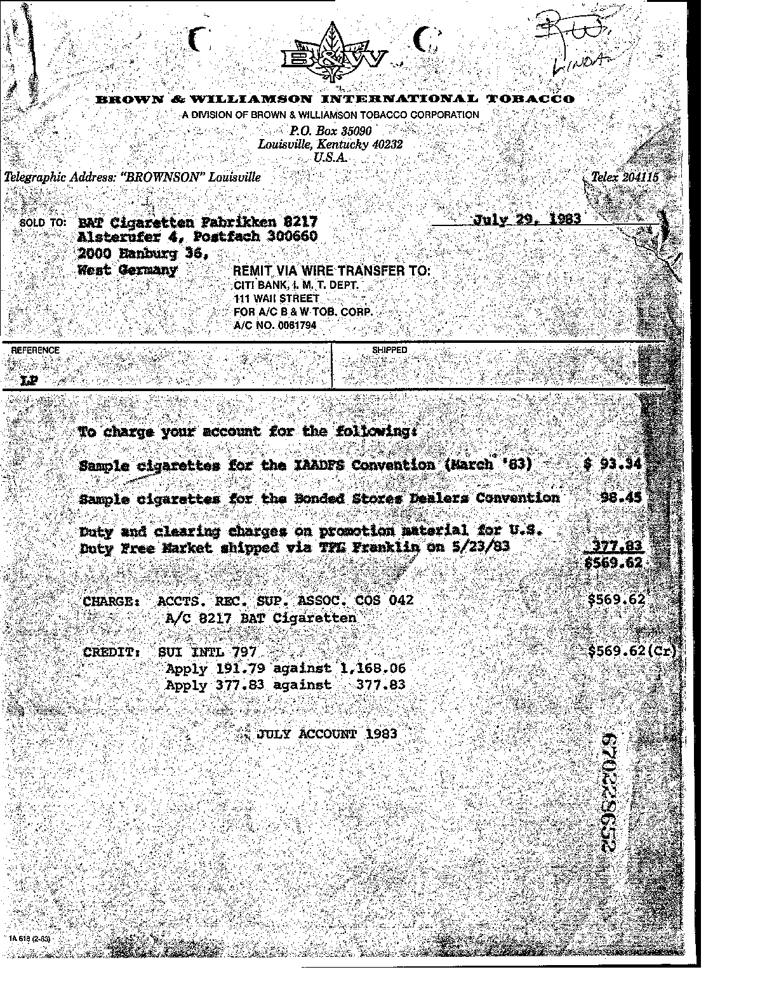 B&W
RW
LINDA
BROWN & WILLIAMSON INTERNATIONAL TOBACCO
A DIVISION OF BROWN & WILLIAMSON TOBACCO CORPORATION
P.O. Box 35090
Louisville, Kentucky 40232
U.S.A.
Telegraphic Address: "BROWNSON" Louisville Telex 204115
SOLD TO: BAT Cigaretten Fabrikken 8217 July 29, 1983
Alsterufer 4, Postfach 300660
2000 Hanburg 36,
West Germany REMIT VIA WIRE TRANSFER TO:
CITI BANK, I. M. T. DEPT.
111 WAll STREET
FOR A/C B & W TOB. CORP.
A/C NO. 0061794
REFERENCE SHIPPED
LP
To charge your account for the following:
Sample cigarettes for the IAADFS Convention (March '83) $ 93.34
Sample cigarettes for the Bonded Stores Dealers Convention 98.45
Duty and clearing charges on promotion material for U.S.
Duty Free Market shipped via TFL Franklin on 5/23/83 377.83
$569.62
CHARGE: ACCTS. REC. SUP. ASSOC. COS 042 $569.62
A/C 8217 BAT Cigaretten
CREDIT: SUI INTL 797 $569.62(Cr)
Apply 191.79 against 1,168.06
Apply 377.83 against 377.83
JULY ACCOUNT 1983
670228652
1A 618 (2-83)